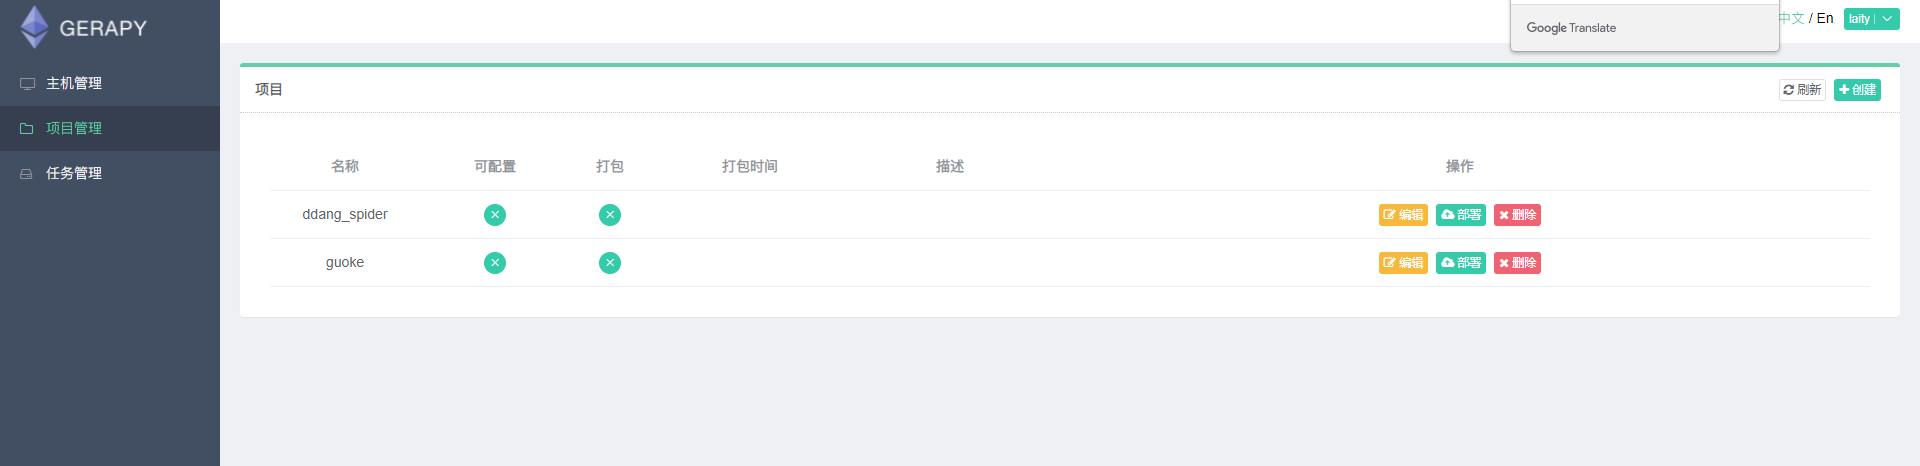 GERAPY
主机管理
项目管理
任务管理
Google Translate
中文 / En
laity
项目
刷新
创建
名称 可配置 打包 打包时间 描述 操作
ddang_spider 编辑 部署 删除
guoke 编辑 部署 删除